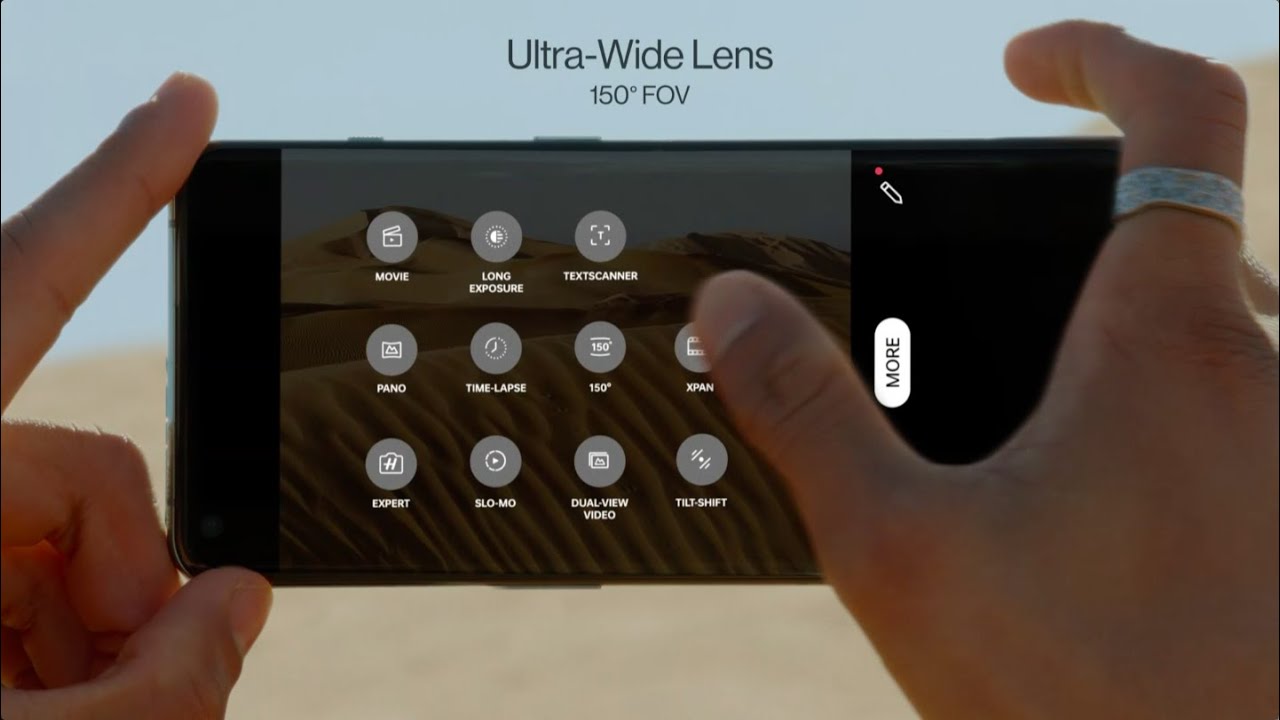 Ultra-Wide Lens
150° FOV
MOVIE
LONG
EXPOSURE
TEXTSCANNER
T
PANO
TIME-LAPSE
150°
150°
XPAN
MORE
H
EXPERT
SLO-MO
DUAL-VIEW
VIDEO
TILT-SHIFT